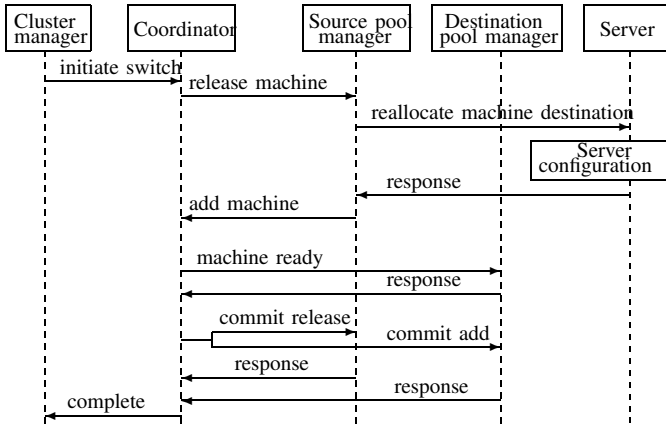 Cluster
manager
Coordinator
Source pool
manager
Destination
pool manager
Server
initiate switch
release machine
reallocate machine destination
Server
configuration
response
add machine
machine ready
response
commit release
commit add
response
response
complete